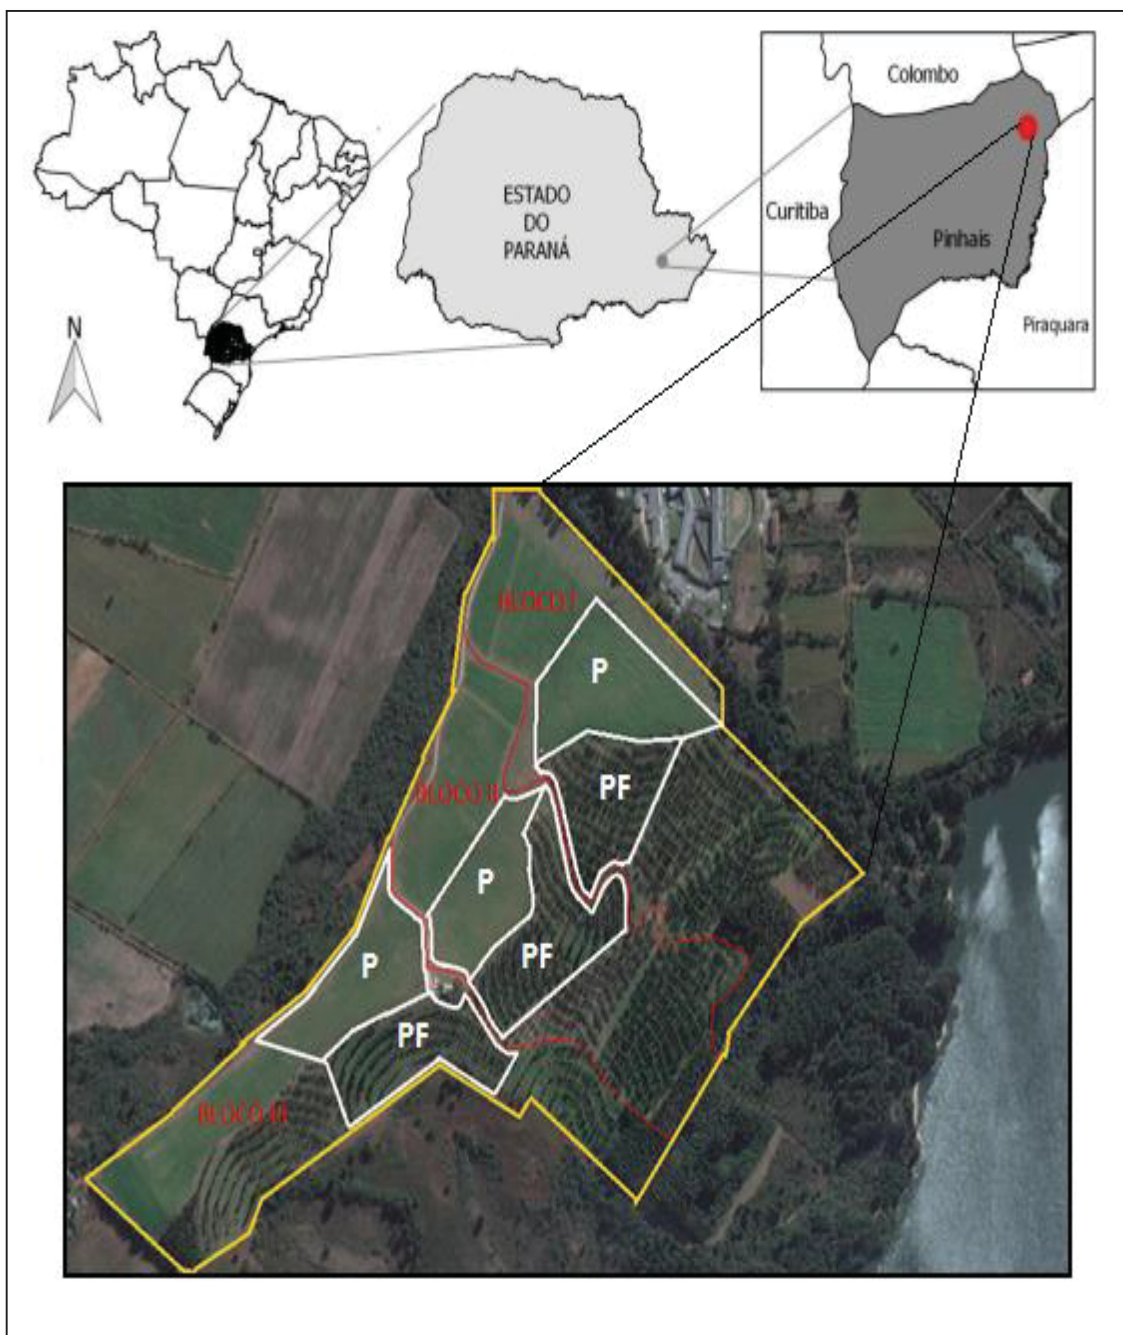 Colombo
Curitiba
Pinhais
Piraquara
ESTADO
DO
PARANÁ
N
BLOCO I
P
PF
BLOCO II
P
PF
P
PF
BLOCO III